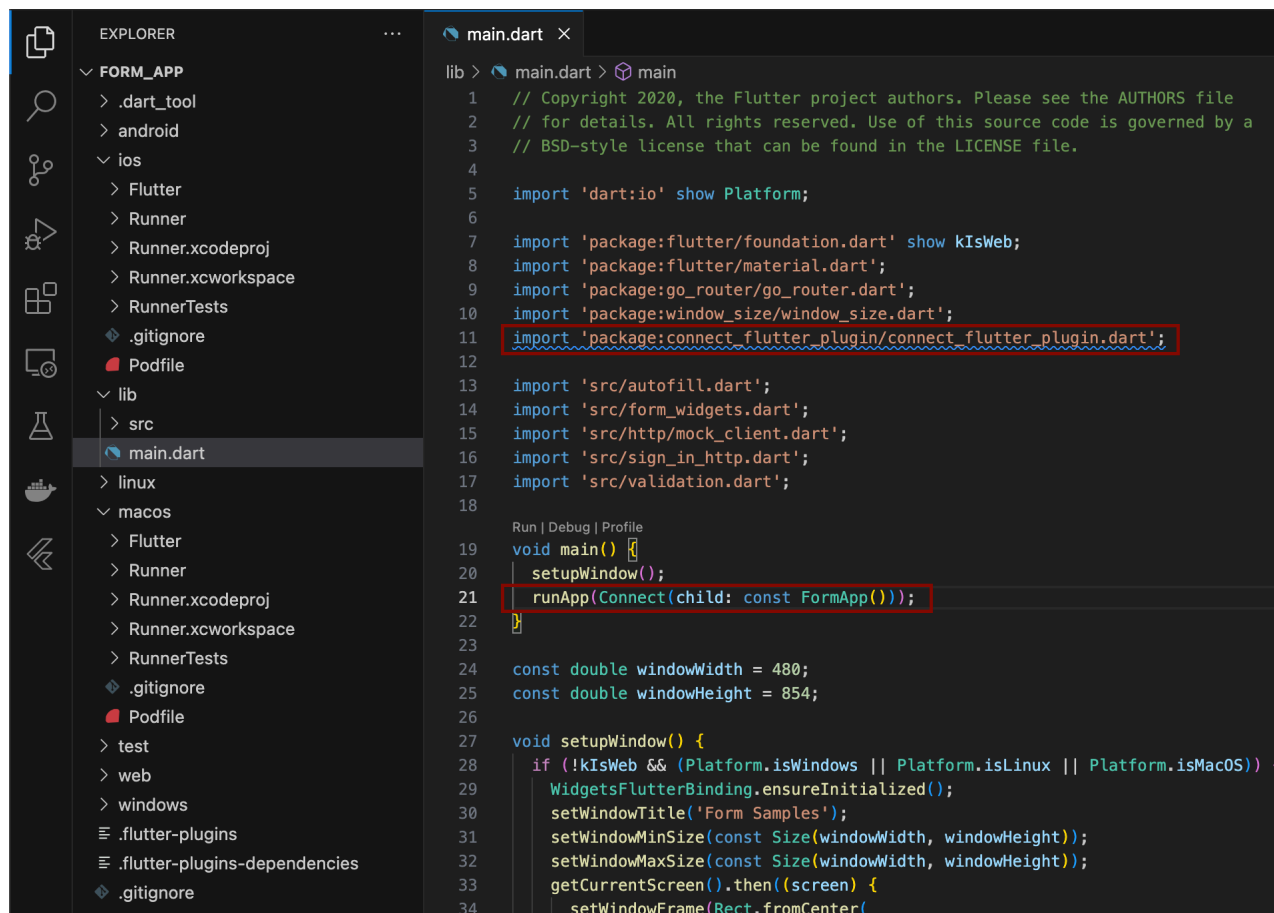 EXPLORER
FORM_APP
.dart_tool
android
ios
Flutter
Runner
Runner.xcodeproj
Runner.xcworkspace
RunnerTests
.gitignore
Podfile
lib
src
main.dart
linux
macos
Flutter
Runner
Runner.xcodeproj
Runner.xcworkspace
RunnerTests
.gitignore
Podfile
test
web
windows
.flutter-plugins
.flutter-plugins-dependencies
.gitignore
main.dart
lib > main.dart > main
1 // Copyright 2020, the Flutter project authors. Please see the AUTHORS file
2 // for details. All rights reserved. Use of this source code is governed by a
3 // BSD-style license that can be found in the LICENSE file.
4
5 import 'dart:io' show Platform;
6
7 import 'package:flutter/foundation.dart' show kIsWeb;
8 import 'package:flutter/material.dart';
9 import 'package:go_router/go_router.dart';
10 import 'package:window_size/window_size.dart';
11 import 'package:connect_flutter_plugin/connect_flutter_plugin.dart';
12
13 import 'src/autofill.dart';
14 import 'src/form_widgets.dart';
15 import 'src/http/mock_client.dart';
16 import 'src/sign_in_http.dart';
17 import 'src/validation.dart';
18
Run | Debug | Profile
19 void main() {
20 setupWindow();
21 runApp(Connect(child: const FormApp()));
22 }
23
24 const double windowWidth = 480;
25 const double windowHeight = 854;
26
27 void setupWindow() {
28 if (!kIsWeb && (Platform.isWindows || Platform.isLinux || Platform.isMacOS))
29 WidgetsFlutterBinding.ensureInitialized();
30 setWindowTitle('Form Samples');
31 setWindowMinSize(const Size(windowWidth, windowHeight));
32 setWindowMaxSize(const Size(windowWidth, windowHeight));
33 getCurrentScreen().then((screen) {
34 setWindowFrame(Rect.fromCenter(